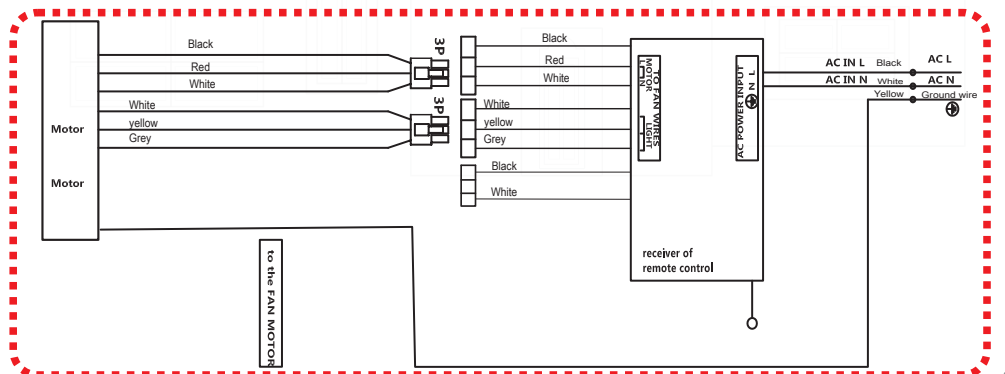 Motor
Motor
Black
Red
White
White
yellow
Grey
3P
3P
to the FAN MOTOR
Black
Red
White
White
yellow
Grey
Black
White
TO FAN WIRES
MOTOR
L N
LIGHT
receiver of
remote control
AC POWER INPUT
N L
AC IN L Black AC L
AC IN N White AC N
Yellow Ground wire